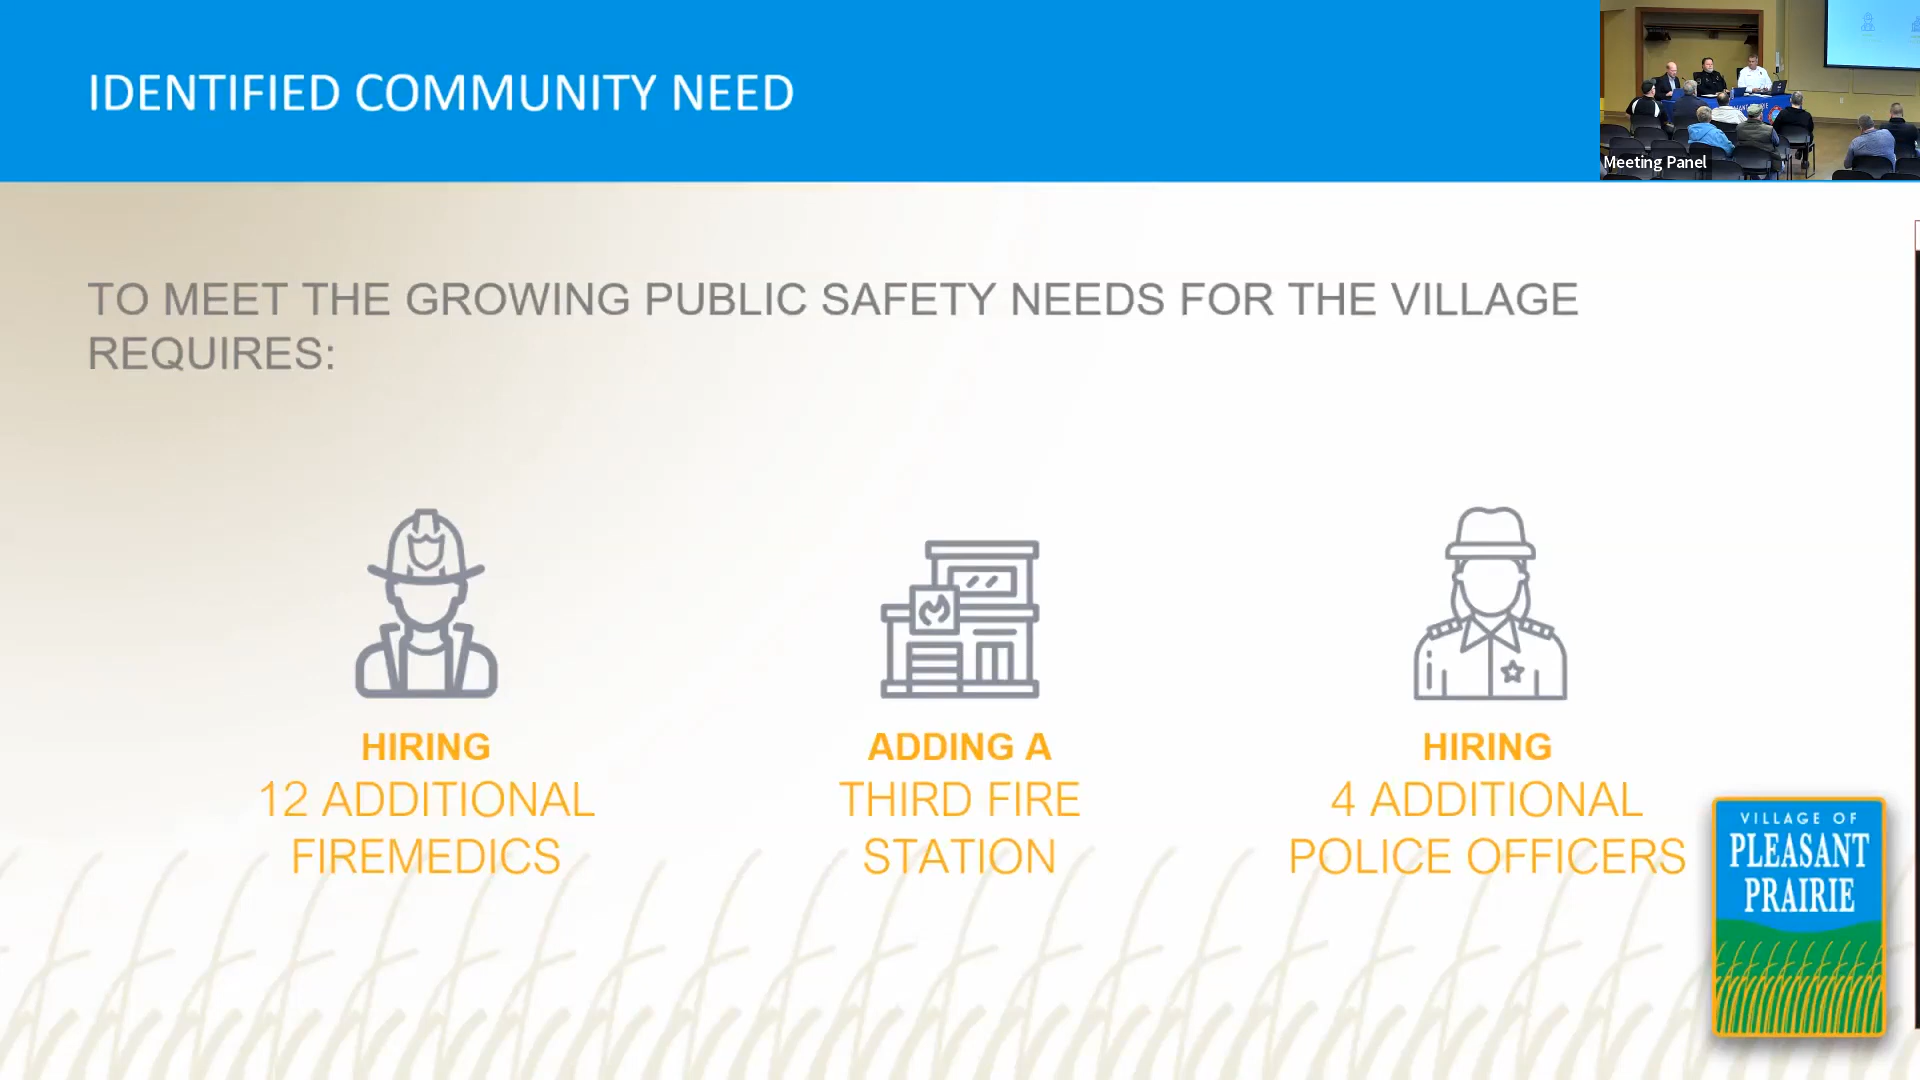 IDENTIFIED COMMUNITY NEED
Meeting Panel
TO MEET THE GROWING PUBLIC SAFETY NEEDS FOR THE VILLAGE
REQUIRES:
HIRING
12 ADDITIONAL
FIREMEDICS
ADDING A
THIRD FIRE
STATION
HIRING
4 ADDITIONAL
POLICE OFFICERS
VILLAGE OF
PLEASANT
PRAIRIE